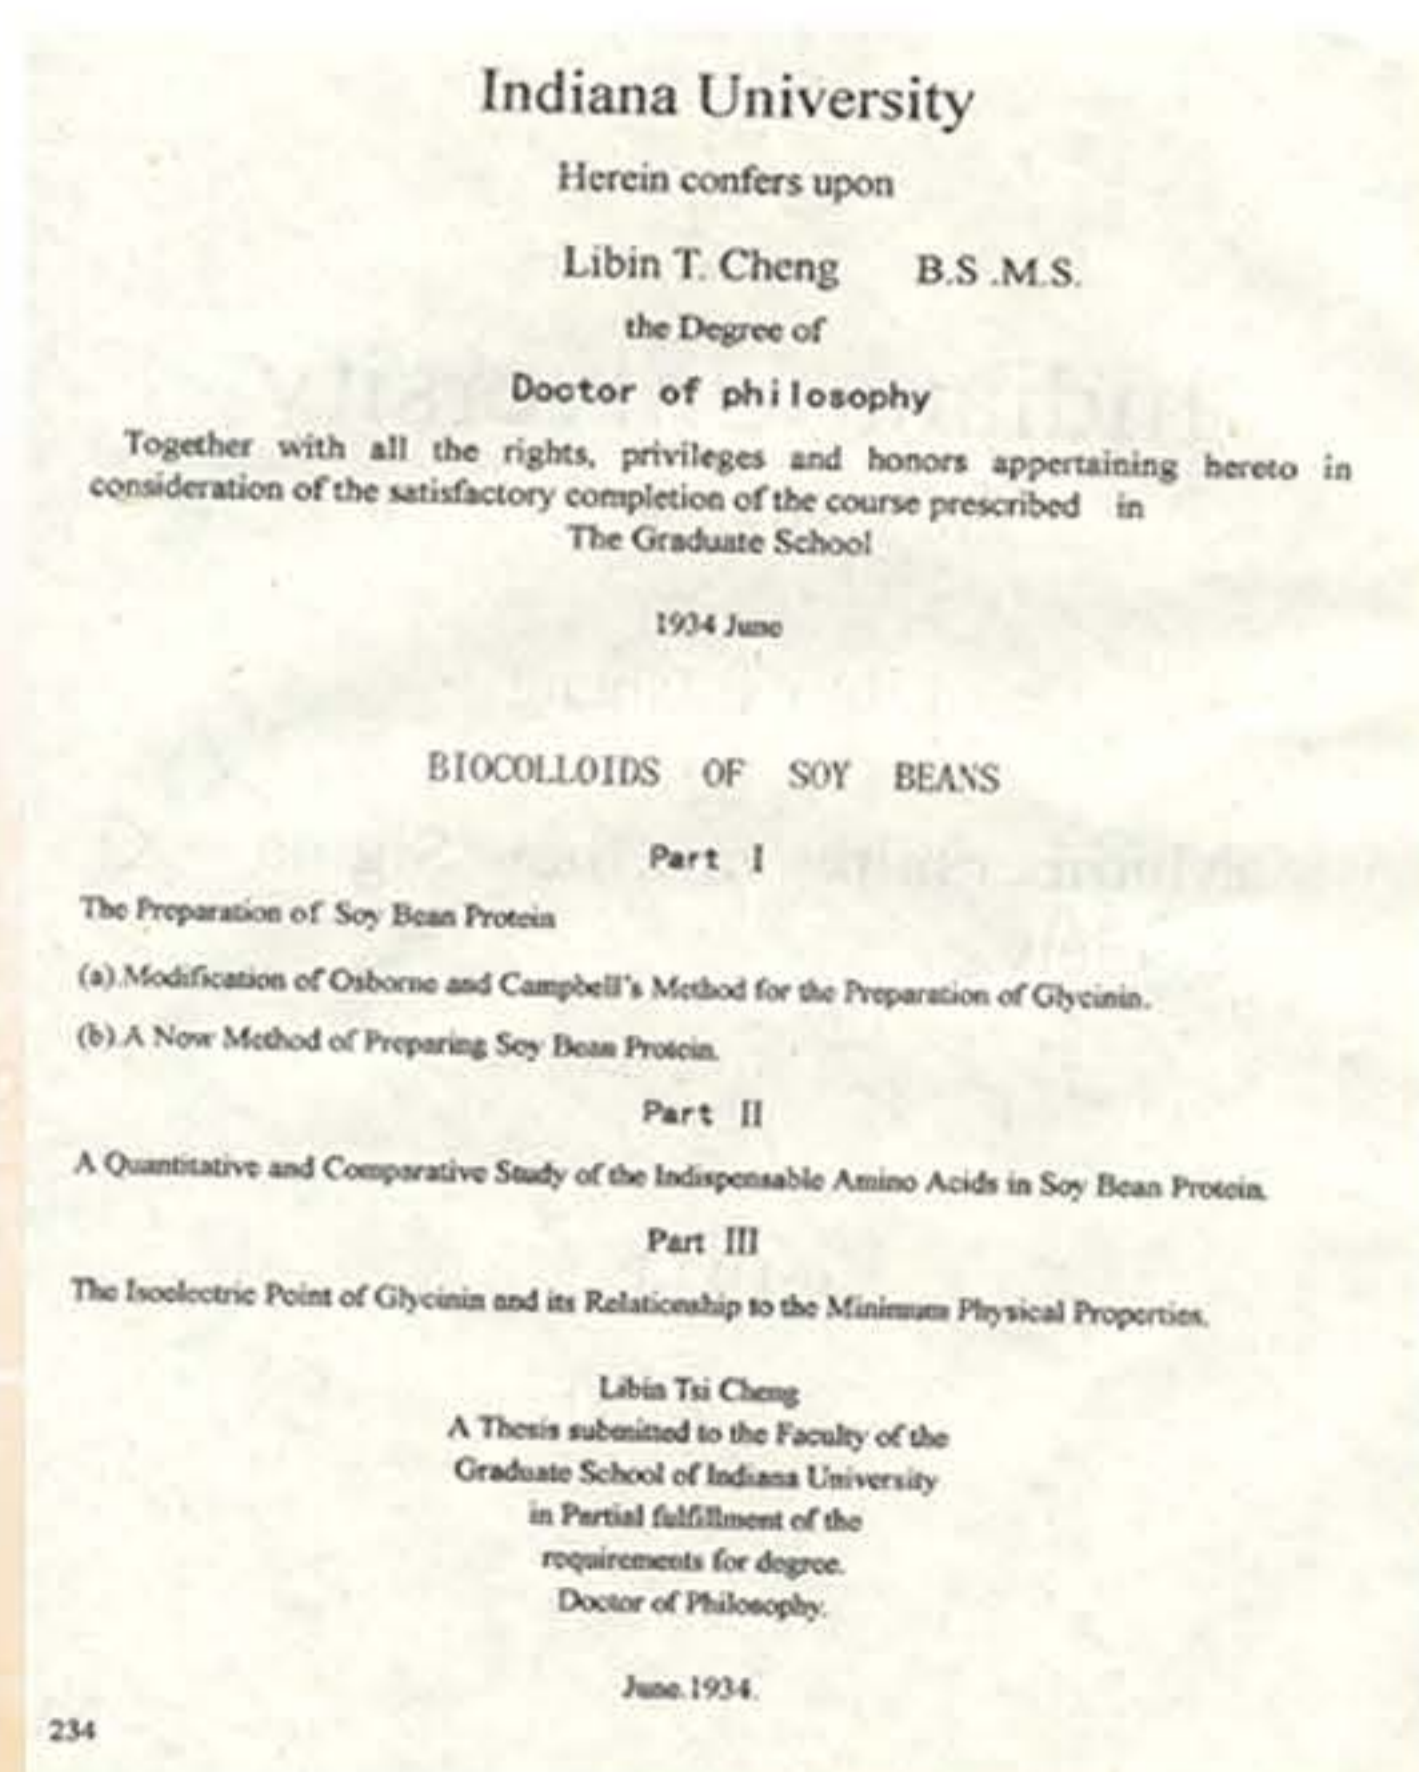 Indiana University
Herein confers upon
Libin T. Cheng B.S .M.S.
the Degree of
Doctor of philosophy
Together with all the rights, privileges and honors appertaining hereto in
consideration of the satisfactory completion of the course prescribed in
The Graduate School
1934 June
BIOCOLLOIDS OF SOY BEANS
Part I
The Preparation of Soy Bean Protein
(a).Modification of Osborne and Campbell's Method for the Preparation of Glycinin.
(b).A Now Method of Preparing Soy Bean Protein.
Part II
A Quantitative and Comparative Study of the Indispensable Amino Acids in Soy Bean Protein.
Part III
The Isoelectric Point of Glycinin and its Relationship to the Minimum Physical Properties.
Libin Tsi Cheng
A Thesis submitted to the Faculty of the
Graduate School of Indiana University
in Partial fulfillment of the
requirements for degree.
Doctor of Philosophy.
June.1934.
234